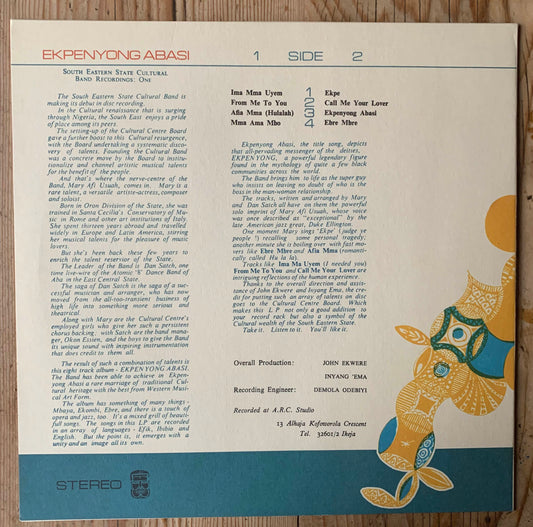 EKPENYONG ABASI 1 SIDE 2
SOUTH EASTERN STATE CULTURAL
BAND RECORDINGS: ONE
The South Eastern State Cultural Band is
making its debut in disc recording.
In the Cultural renaissance that is surging
through Nigeria, the South East enjoys a pride
of place among its peers.
The setting-up of the Cultural Centre Board
gave a further boost to this Cultural resurgence,
with the Board undertaking a systematic disco-
very of talents. Founding the Cultural Band
was a concrete move by the Board to institu-
tionalize and channel artistic musical talents
for the benefit of the people.
And that's where the nerve-centre of the
Band, Mary Afi Usuah, comes in. Mary is a
rare talent, a versatile artiste-actress, composer
and soloist.
Born in Oron Division of the State, she was
trained in Santa Cecilia's Conservatory of Mu-
sic in Rome and other art institutions of Italy.
She spent thirteen years abroad and travelled
widely in Europe and Latin America, stirring
her musical talents for the pleasure of music
lovers.
But she's been back these few years to
enrich the talent reservoir of the State.
The Leader of the Band is Dan Satch, one-
time live-wire of the Atomic '8' Dance Band of
Aba in the East Central State.
The saga of Dan Satch is the saga of a suc-
cessful musician and arranger, who has now
moved from the all-too-transient business of
high life into something more serious and
theatrical.
Along with Mary are the Cultural Centre's
employed girls who give her such a persistent
chorus backing, with Satch are the band mana-
ger, Okon Essien, and the boys to give the Band
its unique sound with inspiring instrumentation
that does credit to them all.
The result of such a combination of talents is
this eight track album - EKPENYONG ABASI.
The Band has been able to achieve in Ekpen-
yong Abasi a rare marriage of traditional Cul-
tural heritage with the best from Western Musi-
cal Art Form.
The album has something of many things-
Mbaya, Ekombi, Ebre, and there is a touch of
opera and jazz, too. It's a mixed grill of beauti-
full songs. The songs in this LP are recorded
in an array of languages - Efik, Ibibio and
English. But the point is, it emerges with a
unity and an image all its own.
Ima Mma Uyem 1 Ekpe
From Me To You 2 Call Me Your Lover
Afia Mma (Hulalah) 3 Ekpenyong Abasi
Mma Ama Mbo 4 Ebre Mbre
Ekpenyong Abasi, the title song, depicts
that all-pervading messenger of the deities,
EKPENYONG, a powerful legendary figure
found in the mythology of quite a few black
communities across the world.
The Band brings him to life as the super guy
who insists on leaving no doubt of who is the
boss in the man-woman relationship.
The tracks, written and arranged by Mary
and Dan Satch all have on them the powerful
solo imprint of Mary Afi Usuah, whose voice
was once described as "exceptional" by the
late American jazz great, Duke Ellington.
One moment Mary sings 'Ekpe' (judge ye
people !) recalling some personal tragedy;
another minute she is boiling over with fast mo-
vers like Ebre Mbre and Afia Mma (romanti-
cally called Hu la la).
Tracks like Ima Ma Uyem (I needed you)
From Me To You and Call Me Your Lover are
intriguing reflections of the human experience.
Thanks to the overall direction and assis-
tance of John Ekwere and Inyang Ema, the cre-
dit for putting such an array of talents on disc
goes to the Cultural Centre Board. Which
makes this L P not only a good addition to
your record rack but also a symbol of the
Cultural wealth of the South Eastern State.
Take it. Listen to it. You'll like it.
Overall Production: JOHN EKWERE
INYANG 'EMA
Recording Engineer: DEMOLA ODEBIYI
Recorded at A.R.C. Studio
13 Alhaja Kofoworola Crescent
Tel. 32601/2 Ikeja
STEREO